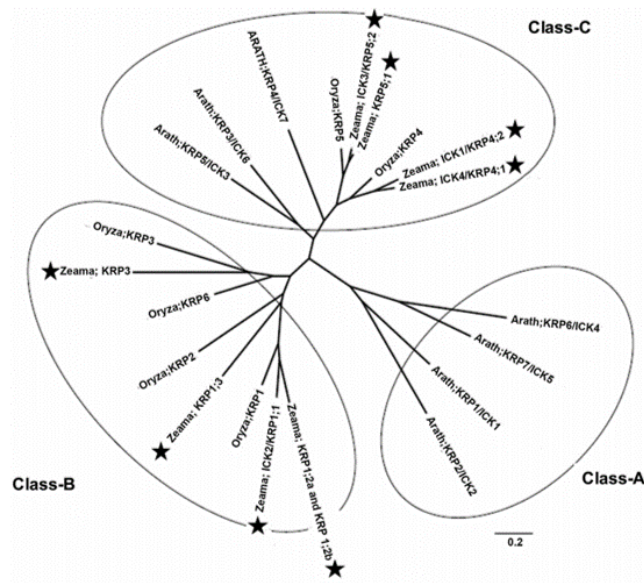 Class-C
ARATH;KRP4/ICK7
Arath;KRP3/ICK6
Arath;KRP5/ICK3
Oryza;KRP5
Zeama; ICK3/KRP5;2
Zeama; KRP5;1
Oryza;KRP4
Zeama; ICK1/KRP4;2
Zeama; ICK4/KRP4;1
Oryza;KRP3
Zeama; KRP3
Oryza;KRP6
Oryza;KRP2
Zeama; KRP1;3
Oryza;KRP1
Zeama; ICK2/KRP1;1
Zeama; KRP1;2a and KRP 1;2b
Class-B
Arath;KRP6/ICK4
Arath;KRP7/ICK5
Arath;KRP1/ICK1
Arath;KRP2/ICK2
Class-A
0.2